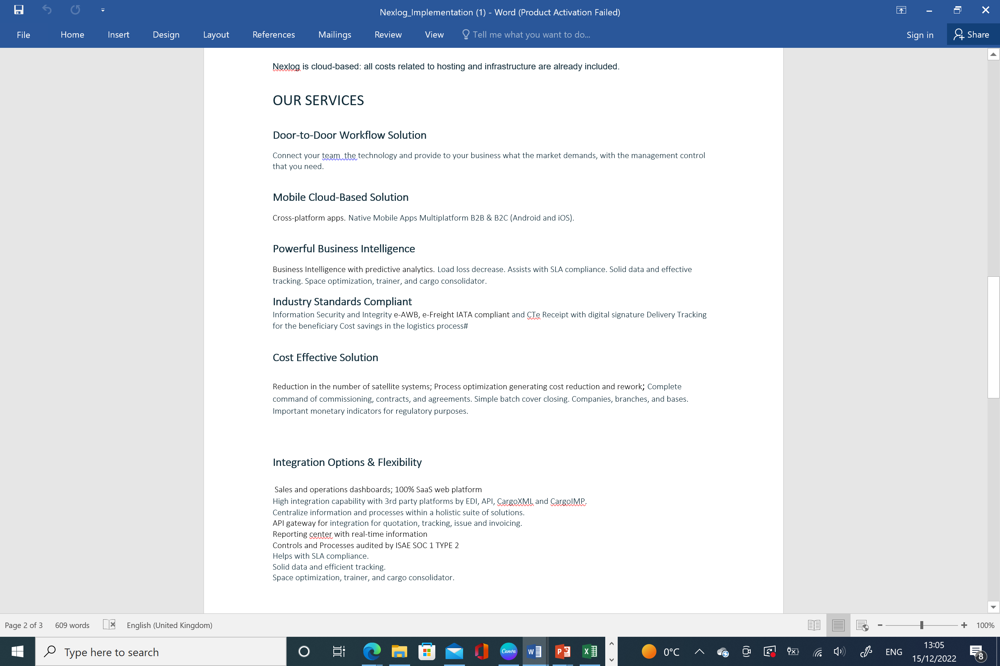 Nexlog_Implementation (1) - Word (Product Activation Failed)
File Home Insert Design Layout References Mailings Review View Tell me what you want to do... Sign in Share
Nexlog is cloud-based: all costs related to hosting and infrastructure are already included.
OUR SERVICES
Door-to-Door Workflow Solution
Connect your team  the technology and provide to your business what the market demands, with the management control
that you need.
Mobile Cloud-Based Solution
Cross-platform apps. Native Mobile Apps Multiplatform B2B & B2C (Android and iOS).
Powerful Business Intelligence
Business Intelligence with predictive analytics. Load loss decrease. Assists with SLA compliance. Solid data and effective
tracking. Space optimization, trainer, and cargo consolidator.
Industry Standards Compliant
Information Security and Integrity e-AWB, e-Freight IATA compliant and CTe Receipt with digital signature Delivery Tracking
for the beneficiary Cost savings in the logistics process#
Cost Effective Solution
Reduction in the number of satellite systems; Process optimization generating cost reduction and rework; Complete
command of commissioning, contracts, and agreements. Simple batch cover closing. Companies, branches, and bases.
Important monetary indicators for regulatory purposes.
Integration Options & Flexibility
Sales and operations dashboards; 100% SaaS web platform
High integration capability with 3rd party platforms by EDI, API, CargoXML and CargoIMP.
Centralize information and processes within a holistic suite of solutions.
API gateway for integration for quotation, tracking, issue and invoicing.
Reporting center with real-time information
Controls and Processes audited by ISAE SOC 1 TYPE 2
Helps with SLA compliance.
Solid data and efficient tracking.
Space optimization, trainer, and cargo consolidator.
Page 2 of 3 609 words English (United Kingdom) 100%
Type here to search Canva W P X 0°C ENG 13:05
15/12/2022 8